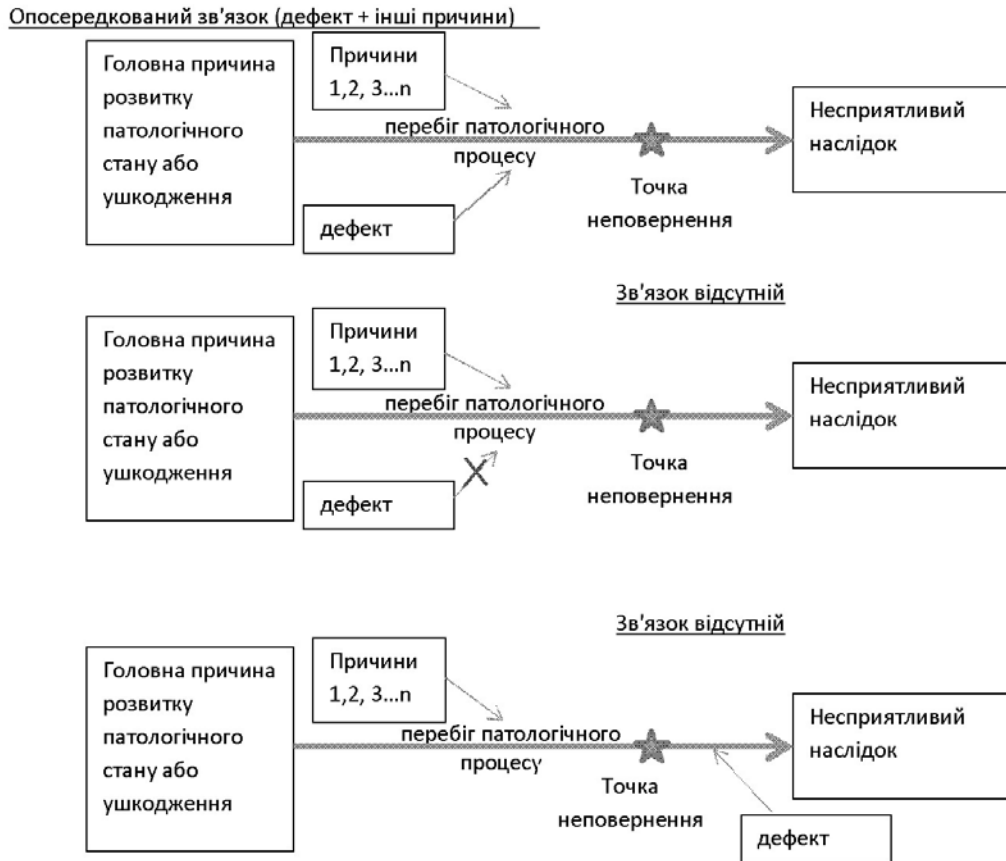 Опосередкований зв'язок (дефект + інші причини)
Головна причина
розвитку
патологічного
стану або
ушкодження
Причини
1,2, 3...n
перебіг патологічного
процесу
дефект
Точка
неповернення
Несприятливий
наслідок
Зв'язок відсутній
Головна причина
розвитку
патологічного
стану або
ушкодження
Причини
1,2, 3...n
перебіг патологічного
процесу
дефект
Точка
неповернення
Несприятливий
наслідок
Зв'язок відсутній
Головна причина
розвитку
патологічного
стану або
ушкодження
Причини
1,2, 3...n
перебіг патологічного
процесу
Точка
неповернення
Несприятливий
наслідок
дефект